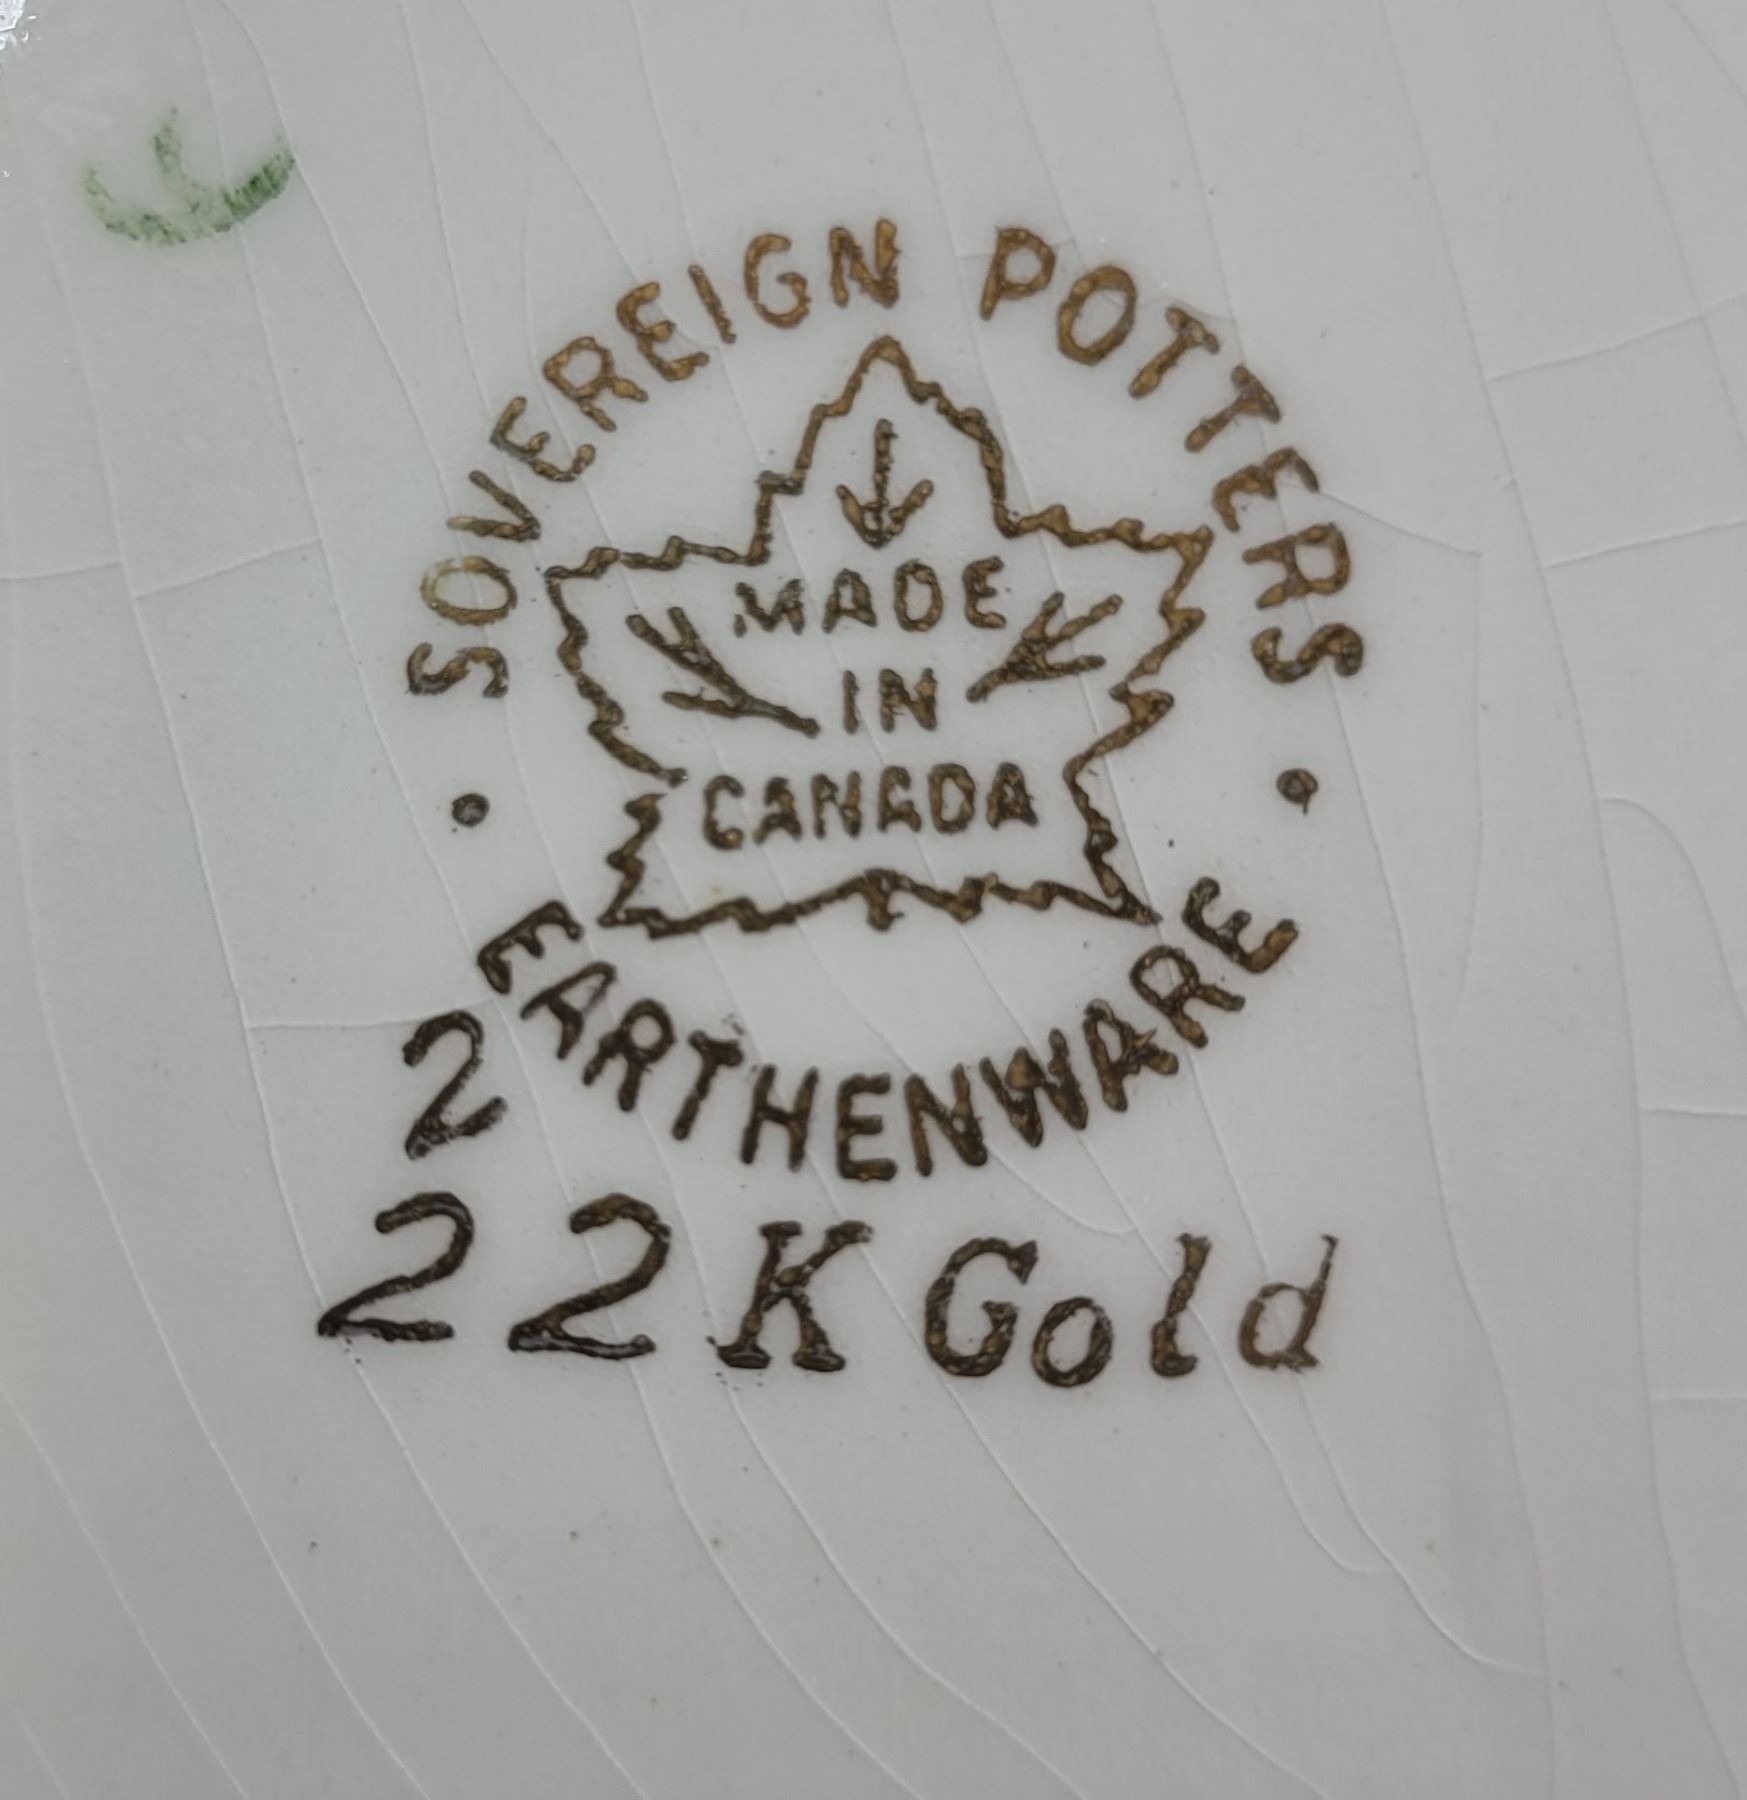 SOVEREIGN POTTERS
MADE
IN
CANADA
EARTHENWARE
2
22K Gold